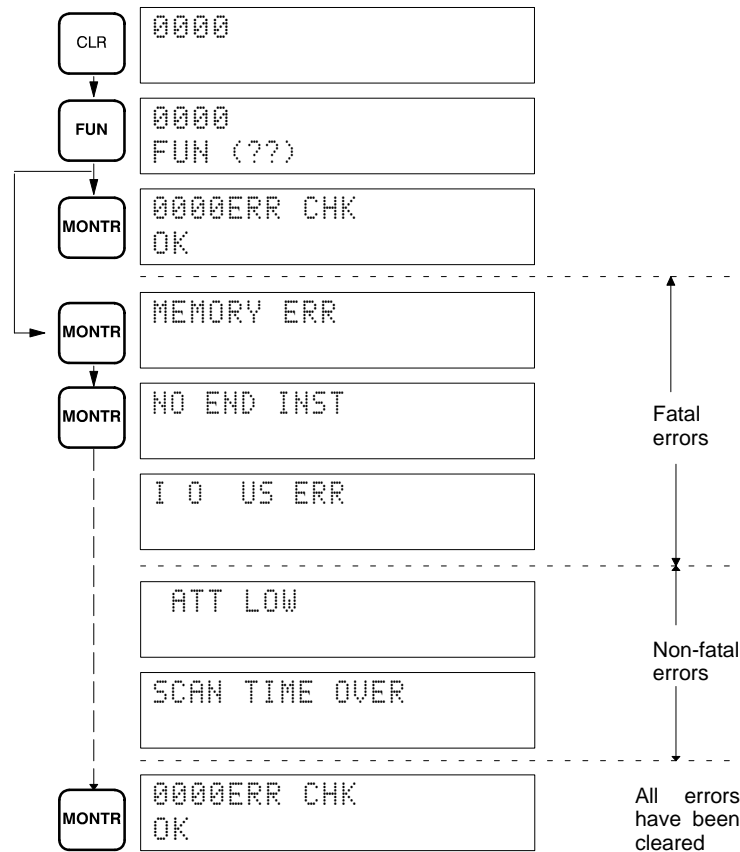 CLR
0000
FUN
0000
FUN (??)
MONTR
0000ERR CHK
OK
MONTR
MEMORY ERR
MONTR
NO END INST
Fatal
errors
I O US ERR
ATT LOW
Non-fatal
errors
SCAN TIME OVER
MONTR
0000ERR CHK
OK
All errors
have been
cleared